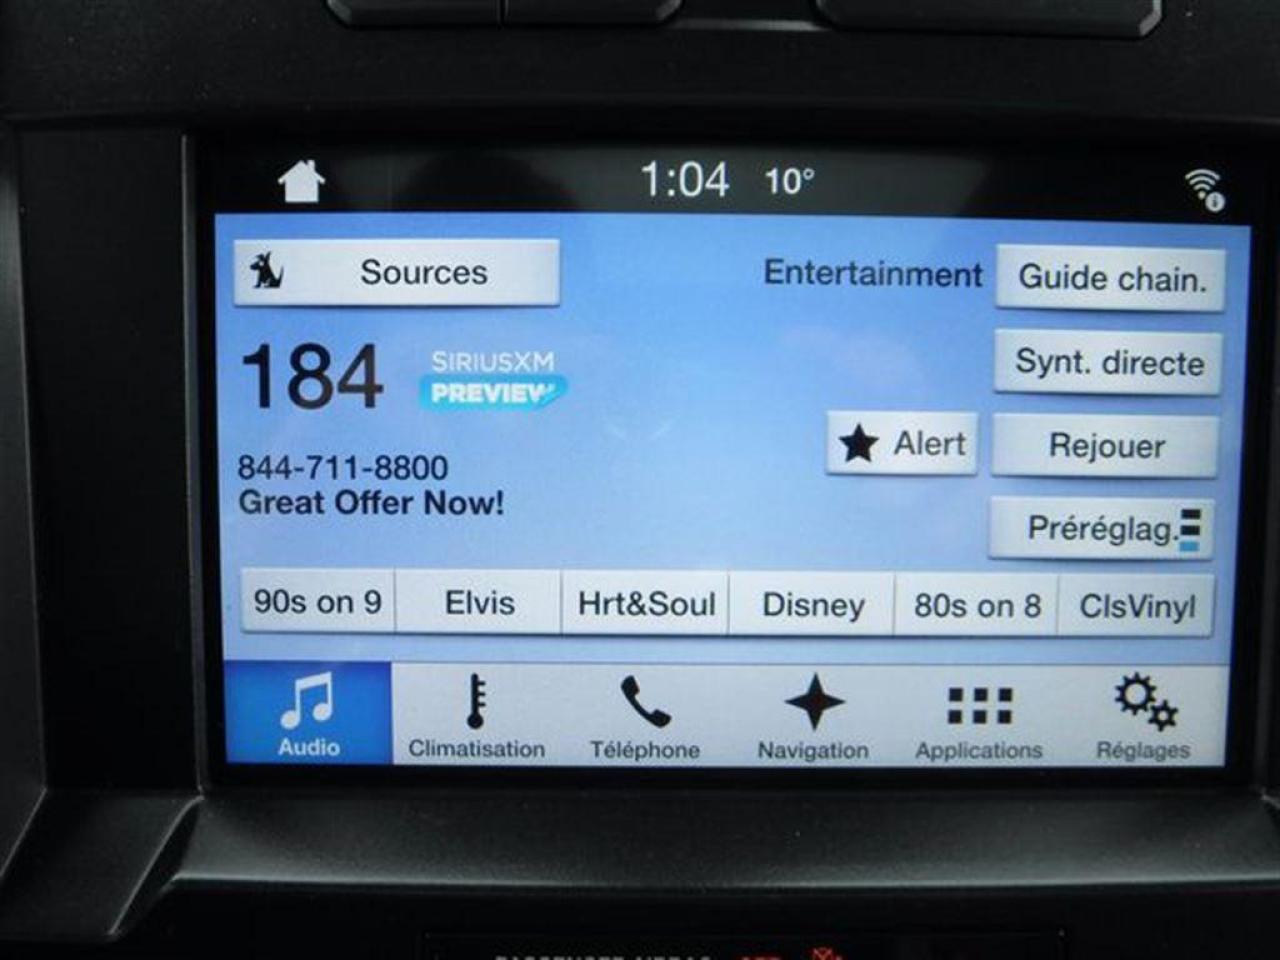 1:04 10°
Sources
Entertainment
Guide chain.
184
SIRIUSXM
PREVIEW
Synt. directe
Alert
Rejouer
844-711-8800
Great Offer Now!
Préréglag.
90s on 9
Elvis
Hrt&Soul
Disney
80s on 8
ClsVinyl
Audio
Climatisation
Téléphone
Navigation
Applications
Réglages